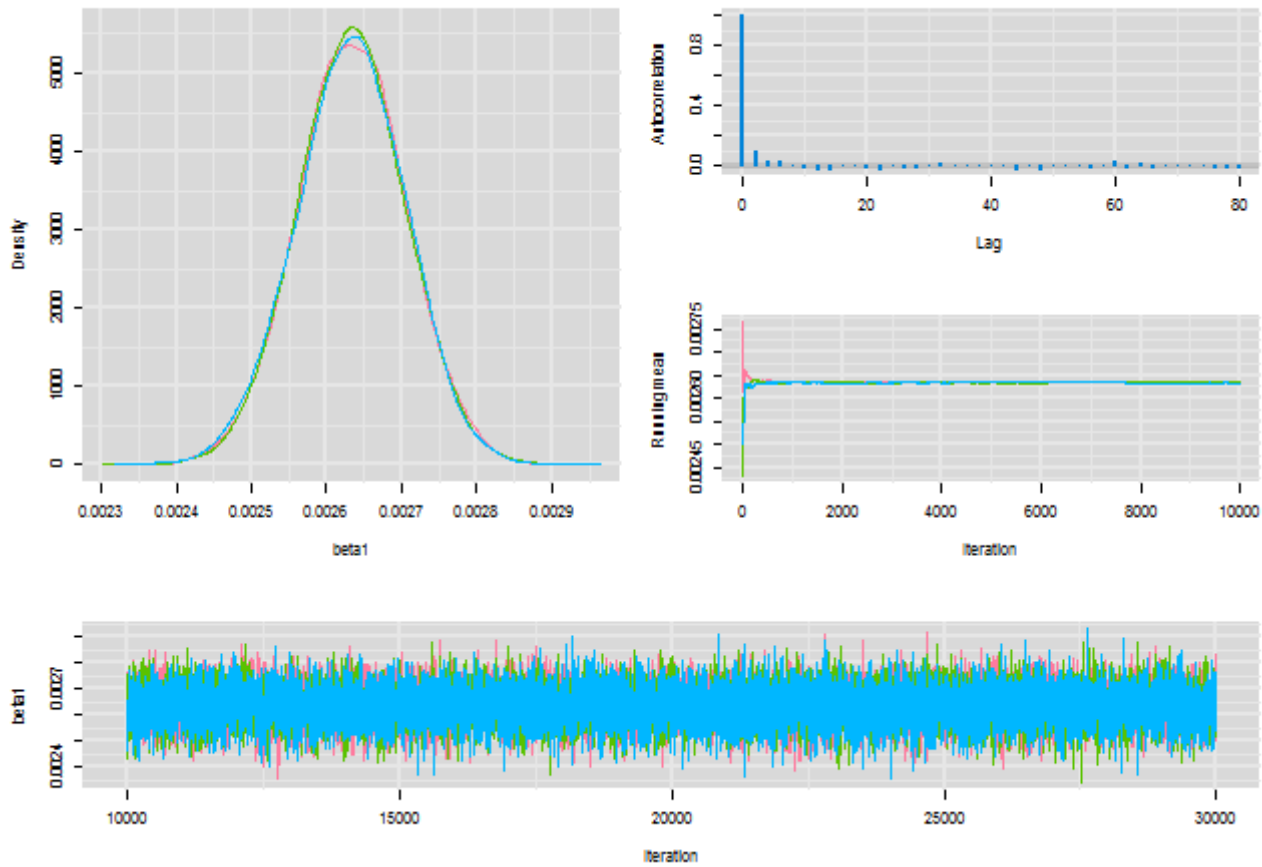 Density
5000
4000
3000
2000
1000
0
0.0023 0.0024 0.0025 0.0026 0.0027 0.0028 0.0029
beta1
Autocorrelation
0.8
0.4
0.0
0 20 40 60 80
Lag
Running mean
0.00275
0.00260
0.00245
0 2000 4000 6000 8000 10000
Iteration
beta1
0.0027
0.0024
10000 15000 20000 25000 30000
Iteration